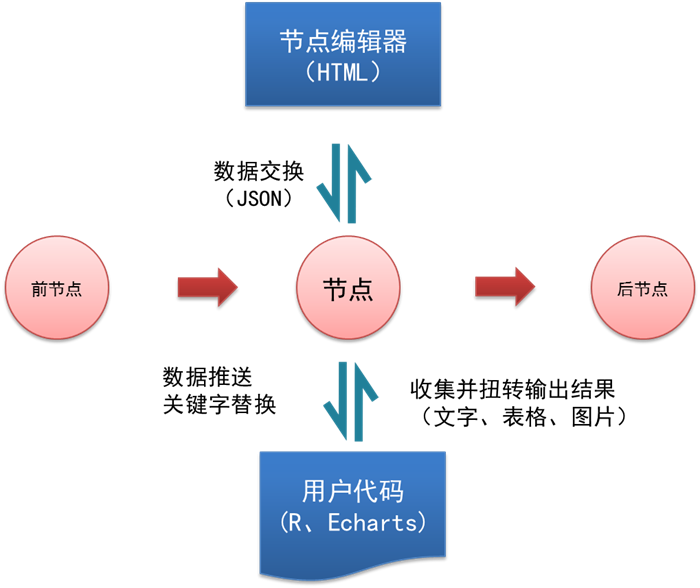 节点编辑器
（HTML）
数据交换
（JSON）
前节点
节点
后节点
数据推送
关键字替换
收集并扭转输出结果
（文字、表格、图片）
用户代码
（R、Echarts）